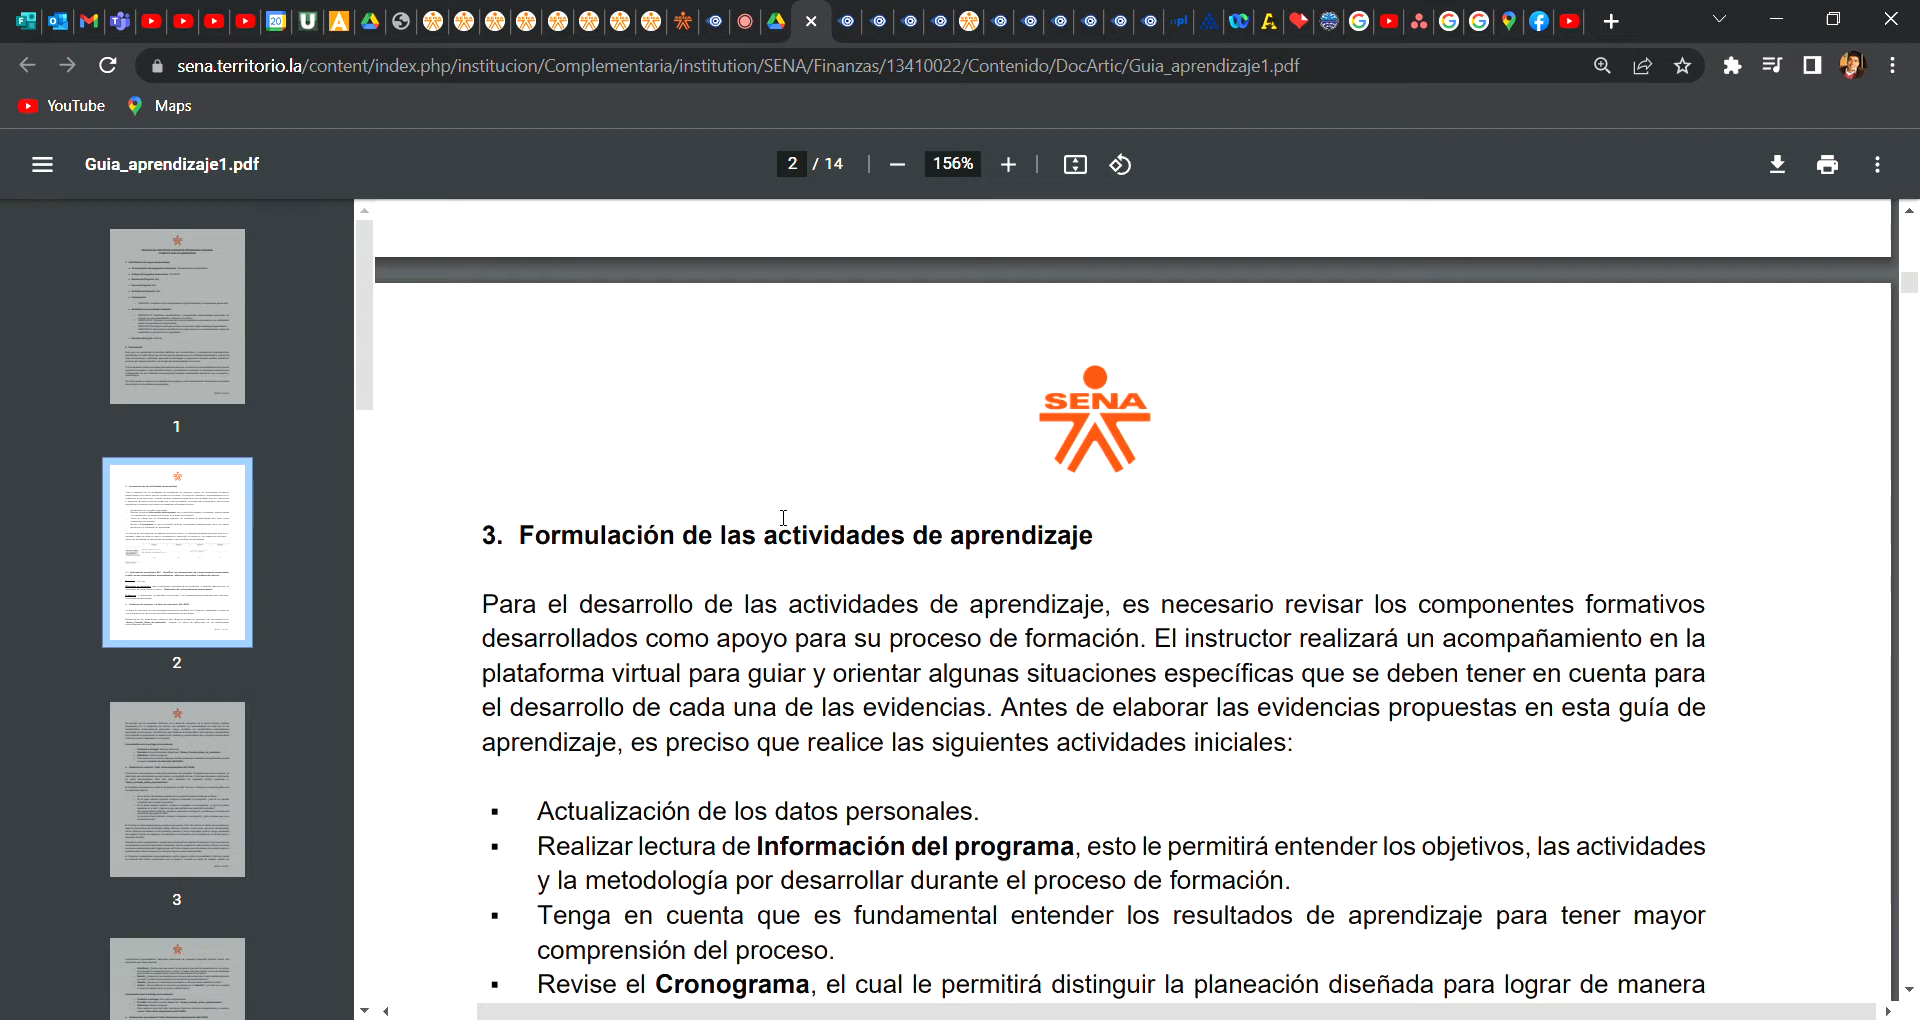 sena.territorio.la/content/index.php/institucion/Complementaria/institution/SENA/Finanzas/13410022/Contenido/DocArtic/Guia_aprendizaje1.pdf
YouTube Maps
Guia_aprendizaje1.pdf 2 / 14 156%
1
2
3
SENA
3. Formulación de las actividades de aprendizaje
Para el desarrollo de las actividades de aprendizaje, es necesario revisar los componentes formativos
desarrollados como apoyo para su proceso de formación. El instructor realizará un acompañamiento en la
plataforma virtual para guiar y orientar algunas situaciones específicas que se deben tener en cuenta para
el desarrollo de cada una de las evidencias. Antes de elaborar las evidencias propuestas en esta guía de
aprendizaje, es preciso que realice las siguientes actividades iniciales:
▪ Actualización de los datos personales.
▪ Realizar lectura de Información del programa, esto le permitirá entender los objetivos, las actividades
y la metodología por desarrollar durante el proceso de formación.
▪ Tenga en cuenta que es fundamental entender los resultados de aprendizaje para tener mayor
comprensión del proceso.
▪ Revise el Cronograma, el cual le permitirá distinguir la planeación diseñada para lograr de manera